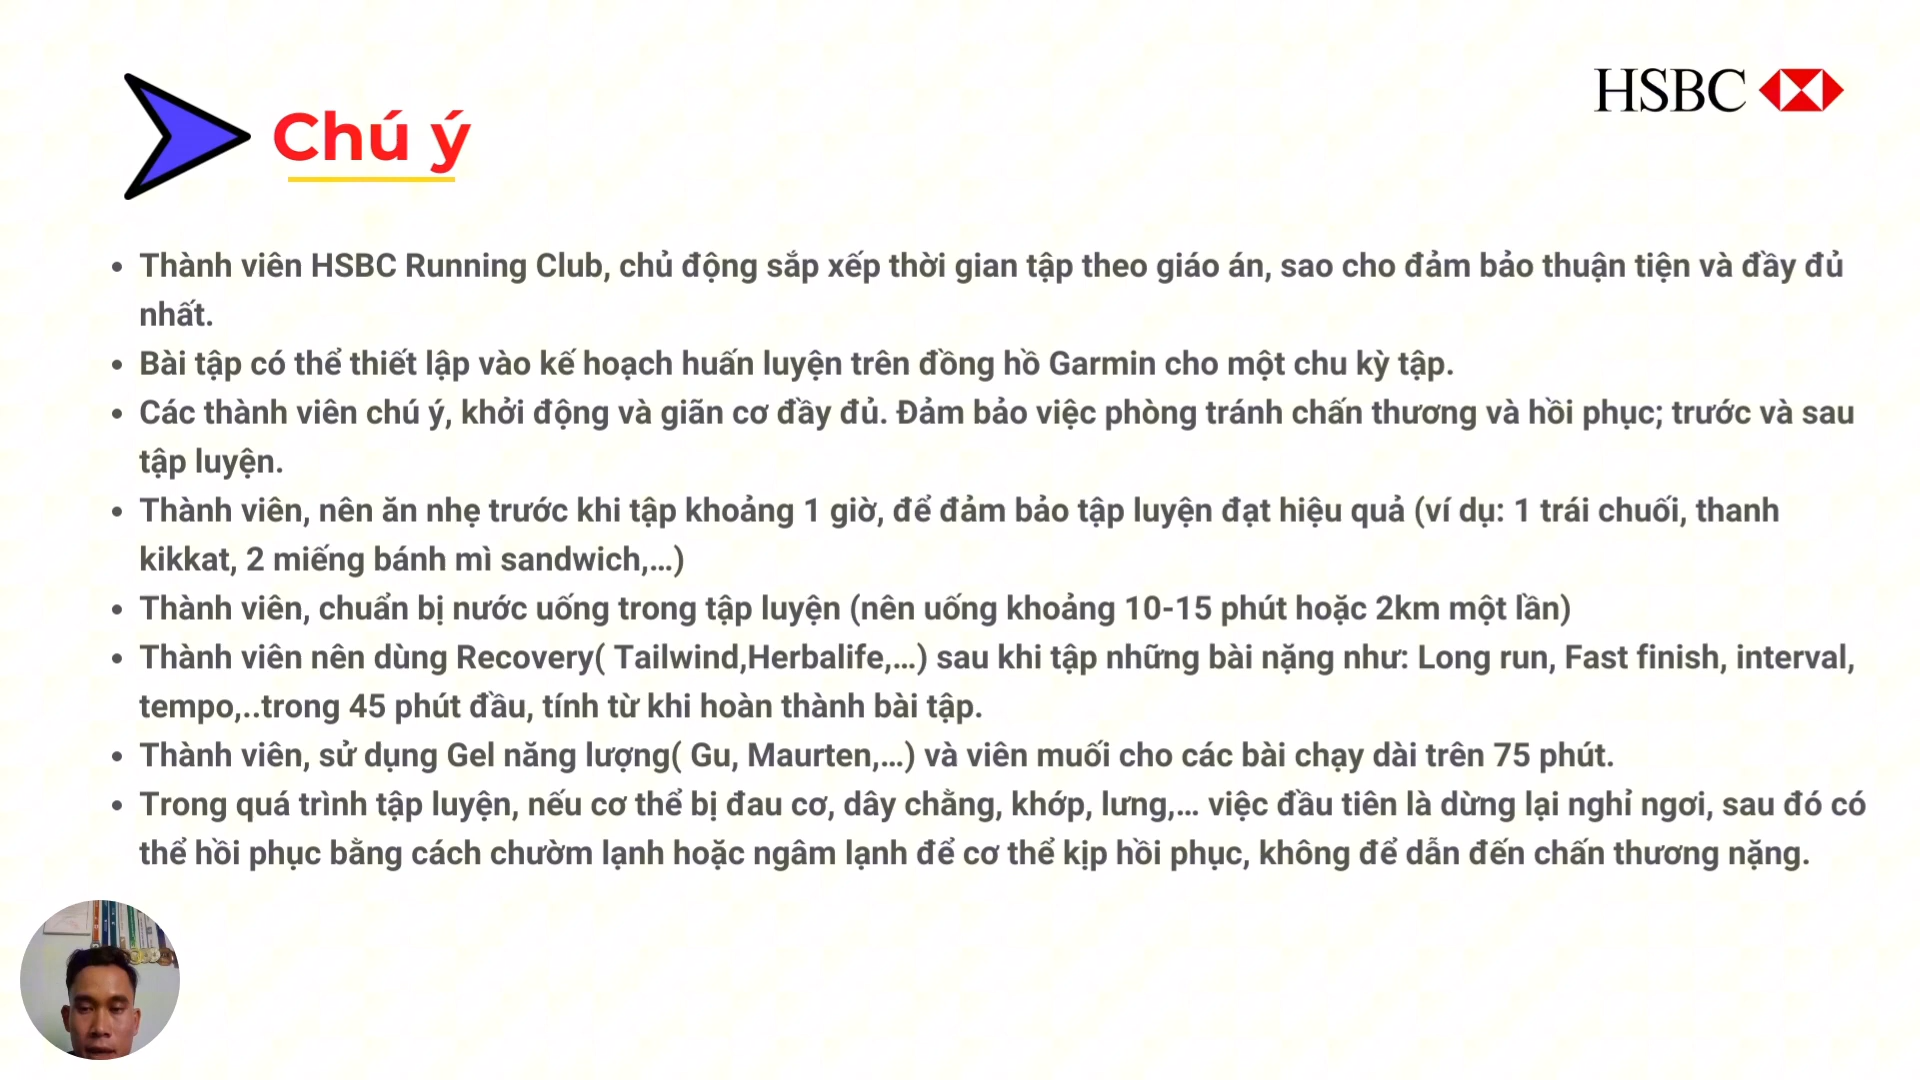 HSBC
Chú ý
• Thành viên HSBC Running Club, chủ động sắp xếp thời gian tập theo giáo án, sao cho đảm bảo thuận tiện và đầy đủ
nhất.
• Bài tập có thể thiết lập vào kế hoạch huấn luyện trên đồng hồ Garmin cho một chu kỳ tập.
• Các thành viên chú ý, khởi động và giãn cơ đầy đủ. Đảm bảo việc phòng tránh chấn thương và hồi phục; trước và sau
tập luyện.
• Thành viên, nên ăn nhẹ trước khi tập khoảng 1 giờ, để đảm bảo tập luyện đạt hiệu quả (ví dụ: 1 trái chuối, thanh
kikkat, 2 miếng bánh mì sandwich,...)
• Thành viên, chuẩn bị nước uống trong tập luyện (nên uống khoảng 10-15 phút hoặc 2km một lần)
• Thành viên nên dùng Recovery( Tailwind,Herbalife,...) sau khi tập những bài nặng như: Long run, Fast finish, interval,
tempo,..trong 45 phút đầu, tính từ khi hoàn thành bài tập.
• Thành viên, sử dụng Gel năng lượng( Gu, Maurten,...) và viên muối cho các bài chạy dài trên 75 phút.
• Trong quá trình tập luyện, nếu cơ thể bị đau cơ, dây chằng, khớp, lưng,... việc đầu tiên là dừng lại nghỉ ngơi, sau đó có
thể hồi phục bằng cách chườm lạnh hoặc ngâm lạnh để cơ thể kịp hồi phục, không để dẫn đến chấn thương nặng.